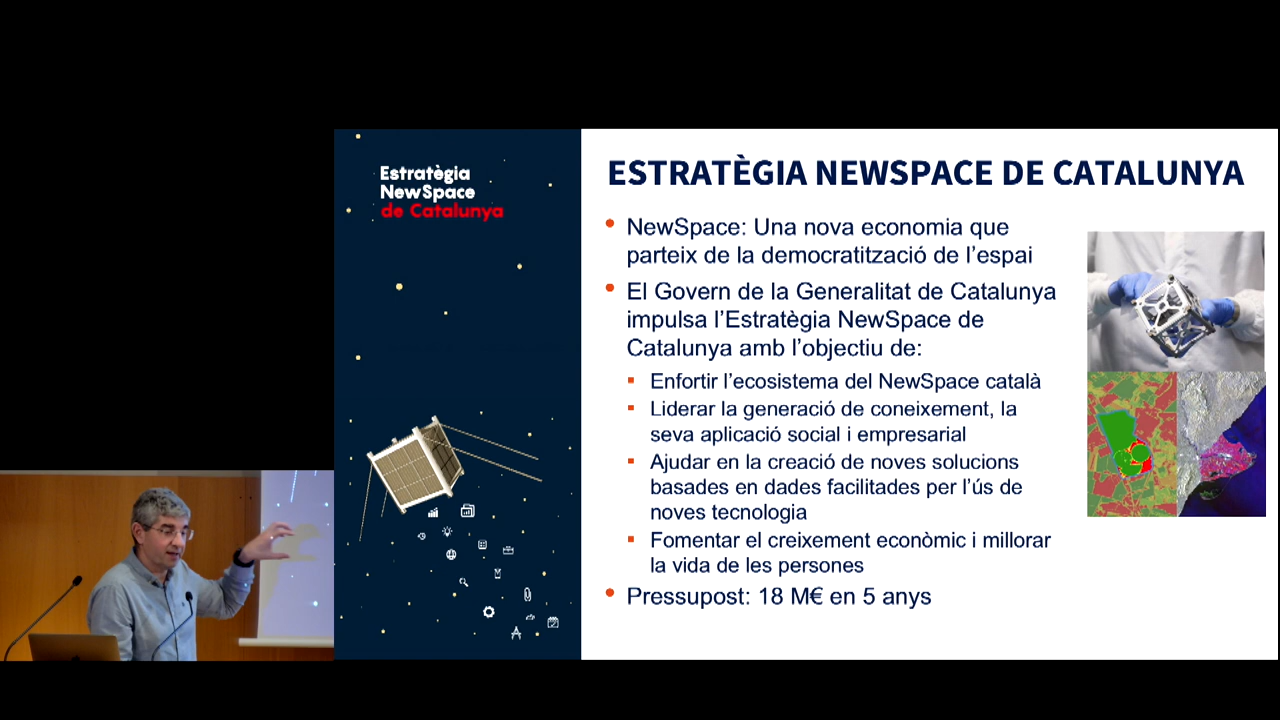 Estratègia
NewSpace
de Catalunya
ESTRATÈGIA NEWSPACE DE CATALUNYA
• NewSpace: Una nova economia que
parteix de la democratització de l’espai
• El Govern de la Generalitat de Catalunya
impulsa l’Estratègia NewSpace de
Catalunya amb l’objectiu de:
▪ Enfortir l’ecosistema del NewSpace català
▪ Liderar la generació de coneixement, la
seva aplicació social i empresarial
▪ Ajudar en la creació de noves solucions
basades en dades facilitades per l’ús de
noves tecnologia
▪ Fomentar el creixement econòmic i millorar
la vida de les persones
• Pressupost: 18 M€ en 5 anys